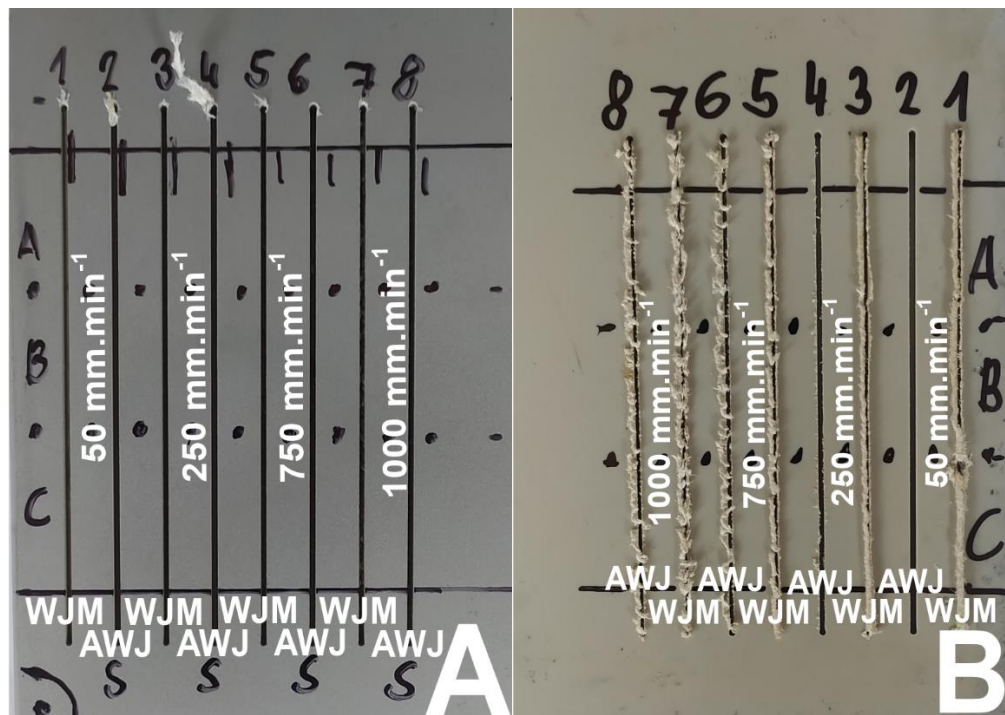 1 2 3 4 5 6 7 8
A
B
C
50 mm.min⁻¹
250 mm.min⁻¹
750 mm.min⁻¹
1000 mm.min⁻¹
WJM WJM WJM WJM
AWJ AWJ AWJ AWJ
S S S S
A
8 7 6 5 4 3 2 1
A
B
C
1000 mm.min⁻¹
750 mm.min⁻¹
250 mm.min⁻¹
50 mm.min⁻¹
AWJ AWJ AWJ AWJ
WJM WJM WJM WJM
B